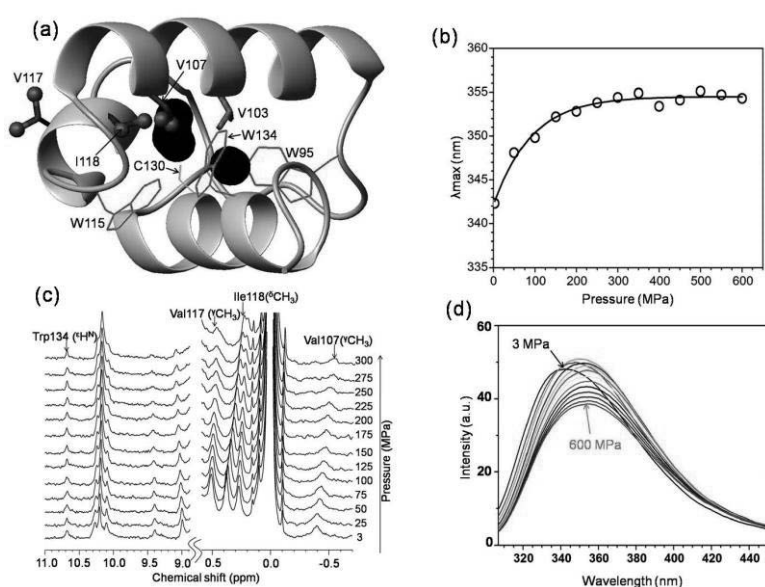 (a)
V117
V107
V103
W134
W95
I118
C130
W115
(b)
360
355
350
345
340
335
λmax (nm)
0 100 200 300 400 500 600
Pressure (MPa)
(c)
Trp134 (εHN)
Val117 (γCH3)
Ile118(δCH3)
Val107(γCH3)
300
275
250
225
200
175
150
125
100
75
50
25
3
Pressure (MPa)
11.0 10.5 10.0 9.5 9.0 0.5 0.0 -0.5
Chemical shift (ppm)
(d)
60
40
20
0
Intensity (a.u.)
3 MPa
600 MPa
320 340 360 380 400 420 440
Wavelength (nm)